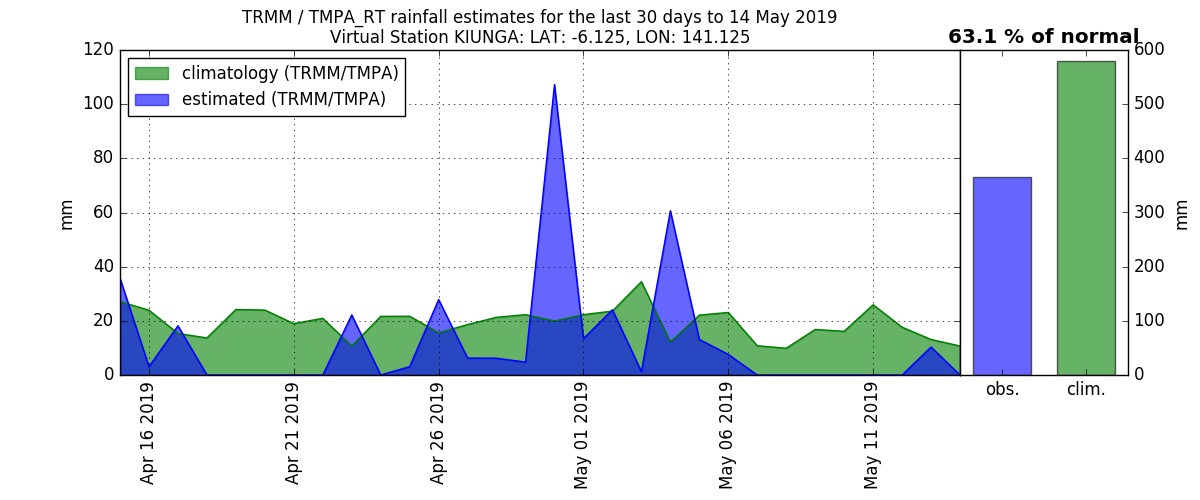 TRMM / TMPA_RT rainfall estimates for the last 30 days to 14 May 2019
Virtual Station KIUNGA: LAT: -6.125, LON: 141.125
63.1 % of normal
climatology (TRMM/TMPA)
estimated (TRMM/TMPA)
120
100
80
60
40
20
0
mm
Apr 16 2019
Apr 21 2019
Apr 26 2019
May 01 2019
May 06 2019
May 11 2019
obs.
clim.
600
500
400
300
200
100
0
mm